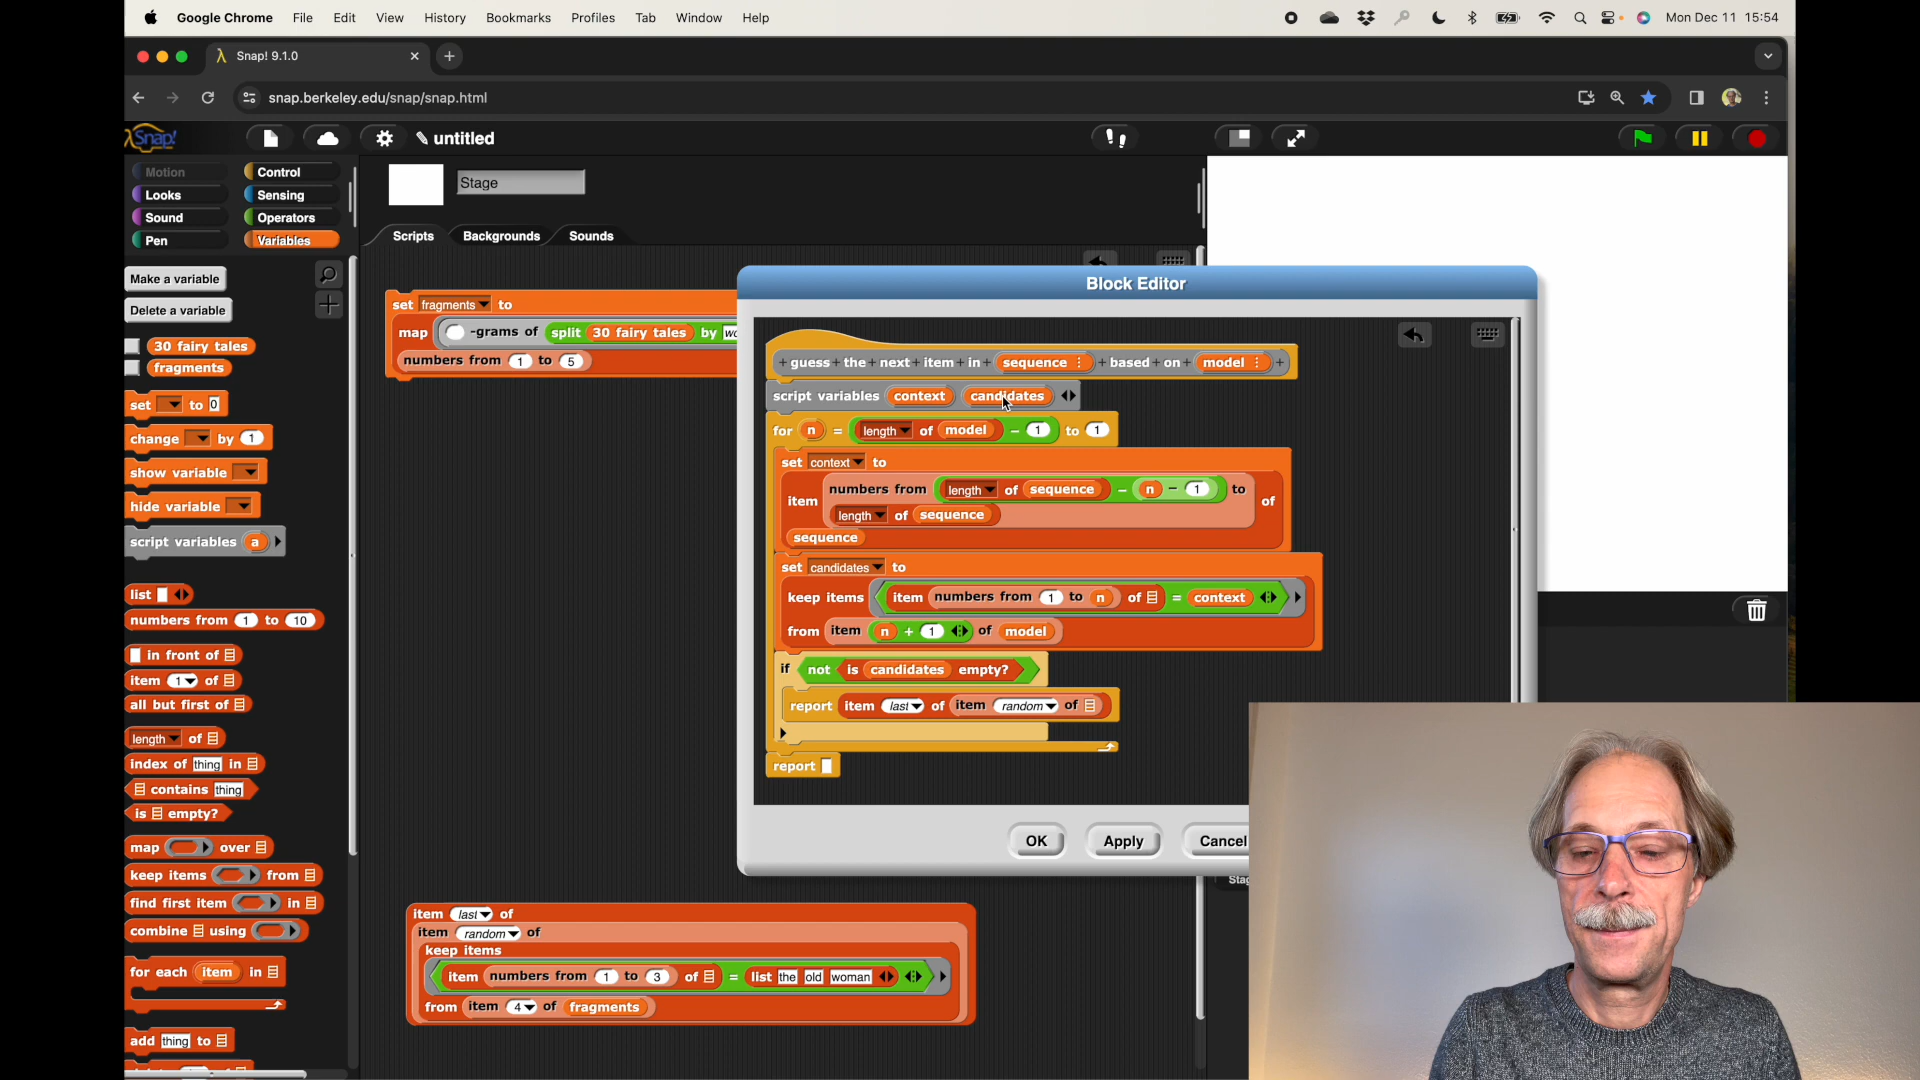 Google Chrome File Edit View History Bookmarks Profiles Tab Window Help Mon Dec 11 15:54
Snap! 9.1.0
snap.berkeley.edu/snap/snap.html
Snap! untitled
Motion Control
Looks Sensing
Sound Operators
Pen Variables
Stage
Scripts Backgrounds Sounds
Make a variable
Delete a variable
30 fairy tales
fragments
set to 0
change by 1
show variable
hide variable
script variables a
list
numbers from 1 to 10
in front of
item 1 of
all but first of
length of
index of thing in
contains thing
is empty?
map over
keep items from
find first item in
combine using
for each item in
add thing to
set fragments to
map -grams of split 30 fairy tales by
numbers from 1 to 5
Block Editor
+ guess + the + next + item + in + sequence + based + on + model +
script variables context candidates
for n = length of model - 1 to 1
set context to
item numbers from length of sequence - n - 1 to
length of sequence of
sequence
set candidates to
keep items item numbers from 1 to n of = context
from item n + 1 of model
if not is candidates empty?
report item last of item random of
report
OK Apply Cancel
item last of
item random of
keep items
item numbers from 1 to 3 of = list the old woman
from item 4 of fragments